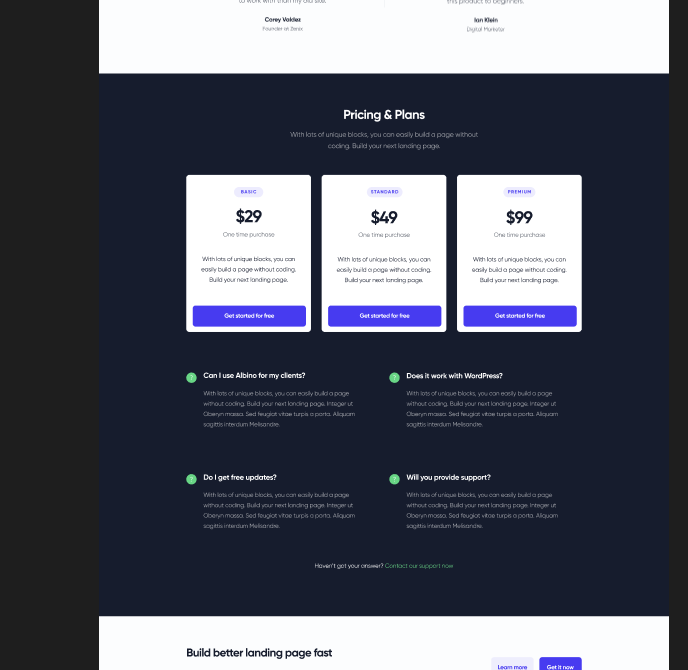 to work with than my old site.
this product to beginners.
Corey Valdez
Founder at Zenix
Ian Klein
Digital Marketer
Pricing & Plans
With lots of unique blocks, you can easily build a page without
coding. Build your next landing page.
BASIC
$29
One time purchase
With lots of unique blocks, you can
easily build a page without coding.
Build your next landing page.
Get started for free
STANDARD
$49
One time purchase
With lots of unique blocks, you can
easily build a page without coding.
Build your next landing page.
Get started for free
PREMIUM
$99
One time purchase
With lots of unique blocks, you can
easily build a page without coding.
Build your next landing page.
Get started for free
? Can I use Albino for my clients?
With lots of unique blocks, you can easily build a page
without coding. Build your next landing page. Integer ut
Oberyn massa. Sed feugiat vitae turpis a porta. Aliquam
sagittis interdum Melisandre.
? Does it work with WordPress?
With lots of unique blocks, you can easily build a page
without coding. Build your next landing page. Integer ut
Oberyn massa. Sed feugiat vitae turpis a porta. Aliquam
sagittis interdum Melisandre.
? Do I get free updates?
With lots of unique blocks, you can easily build a page
without coding. Build your next landing page. Integer ut
Oberyn massa. Sed feugiat vitae turpis a porta. Aliquam
sagittis interdum Melisandre.
? Will you provide support?
With lots of unique blocks, you can easily build a page
without coding. Build your next landing page. Integer ut
Oberyn massa. Sed feugiat vitae turpis a porta. Aliquam
sagittis interdum Melisandre.
Haven't got your answer? Contact our support now
Build better landing page fast
Learn more
Get it now